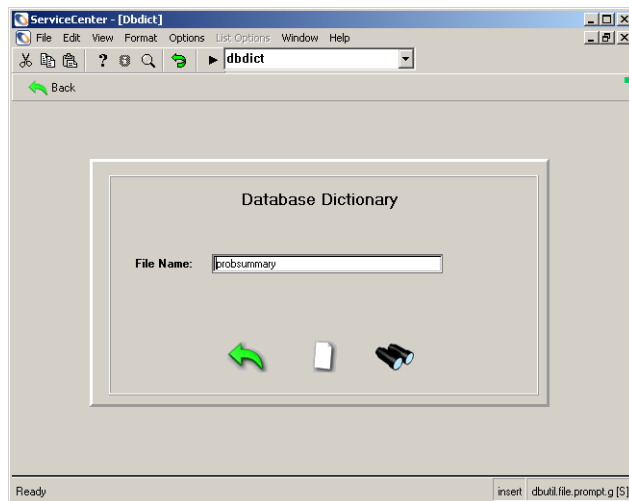 ServiceCenter - [Dbdict]
File Edit View Format Options List Options Window Help
dbdict
Back
Database Dictionary
File Name: probsummary
Ready insert dbutil.file.prompt.g [S]